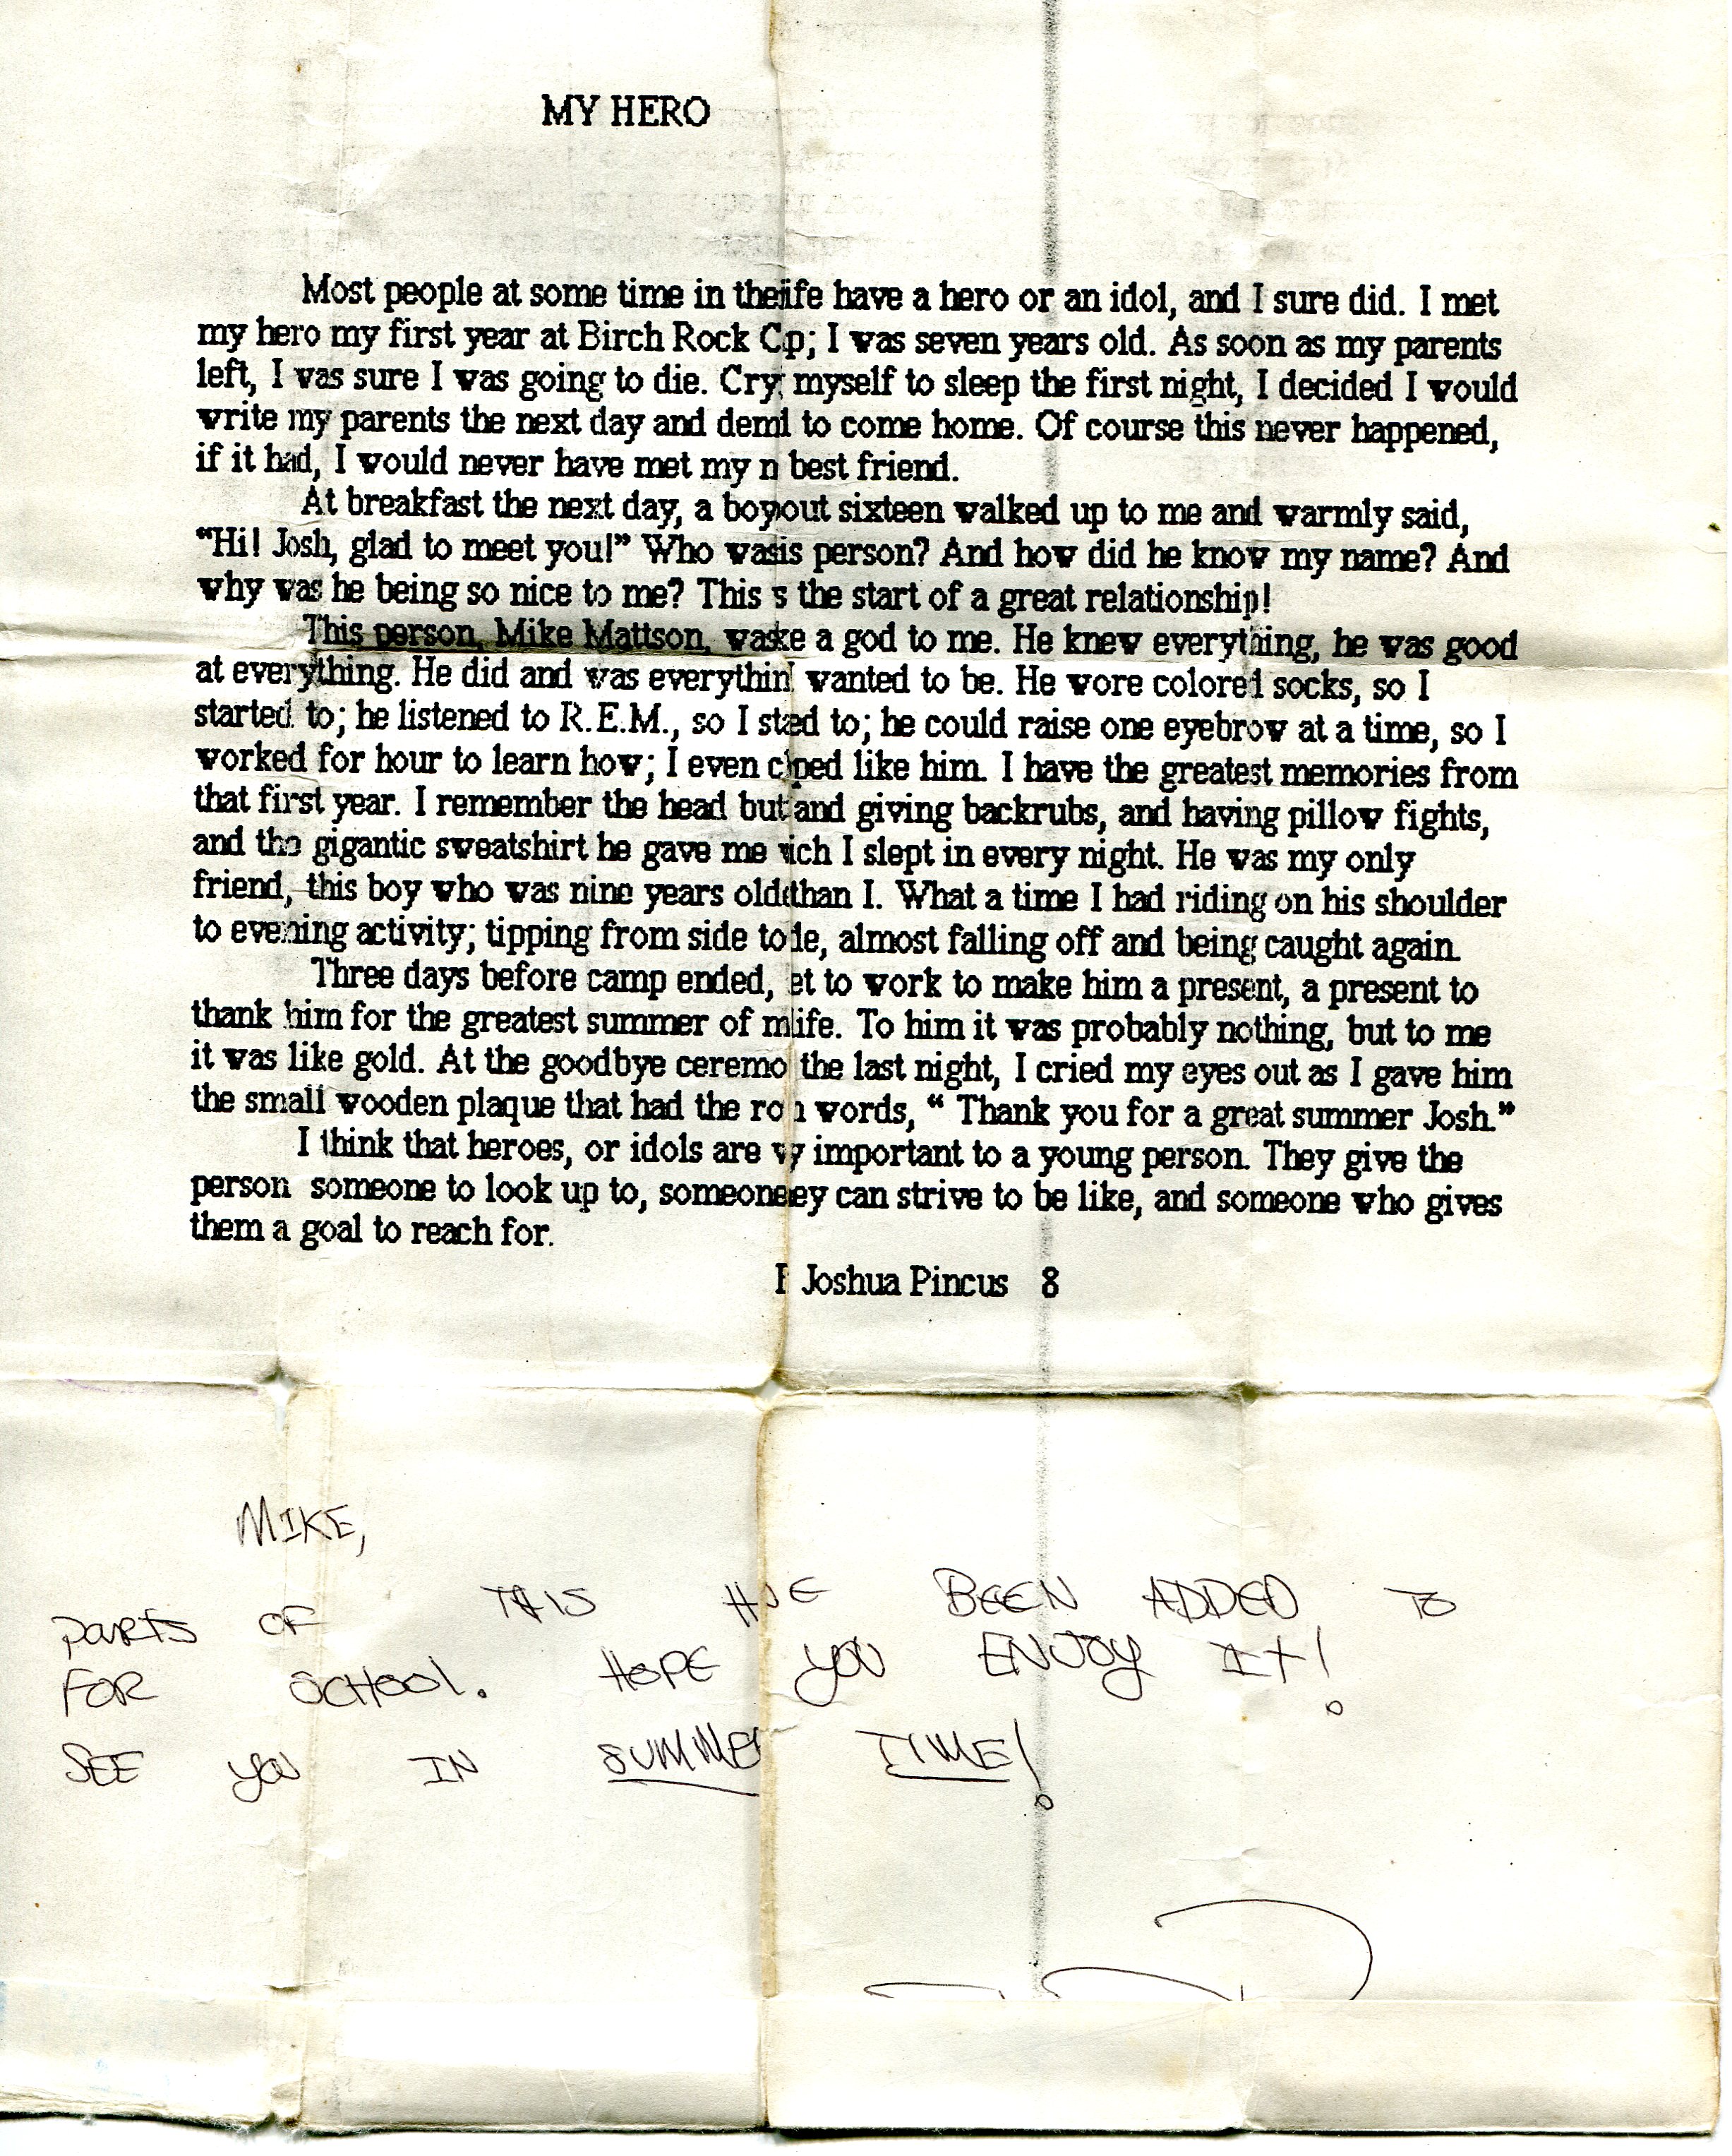 MY HERO
Most people at some time in theiife have a hero or an idol, and I sure did. I met
my hero my first year at Birch Rock Cp; I was seven years old. As soon as my parents
left, I was sure I was going to die. Cry myself to sleep the first night, I decided I would
write my parents the next day and deml to come home. Of course this never happened,
if it had, I would never have met my n best friend.
At breakfast the next day, a boyout sixteen walked up to me and warmly said,
“Hi! Josh, glad to meet you!” Who wasis person? And how did he know my name? And
why was he being so nice to me? This s the start of a great relationship!
This person, Mike Mattson, waske a god to me. He knew everything, he was good
at everything. He did and was everythin wanted to be. He wore colored socks, so I
started to; he listened to R.E.M., so I sted to; he could raise one eyebrow at a time, so I
worked for hour to learn how; I even clped like him. I have the greatest memories from
that first year. I remember the head but and giving backrubs, and having pillow fights,
and the gigantic sweatshirt he gave me wich I slept in every night. He was my only
friend, this boy who was nine years oldthan I. What a time I had riding on his shoulder
to evening activity; tipping from side tode, almost falling off and being caught again.
Three days before camp ended, et to work to make him a present, a present to
thank him for the greatest summer of mlife. To him it was probably nothing, but to me
it was like gold. At the goodbye ceremo the last night, I cried my eyes out as I gave him
the small wooden plaque that had the ron words, “ Thank you for a great summer Josh.”
I think that heroes, or idols are vy important to a young person. They give the
person someone to look up to, someoneey can strive to be like, and someone who gives
them a goal to reach for.
Joshua Pincus 8
MIKE,
PARTS OF THIS HVE BEEN ADDED TO
FOR SCHOOL. HOPE YOU ENJOY IT!
SEE YOU IN SUMMER TIME!